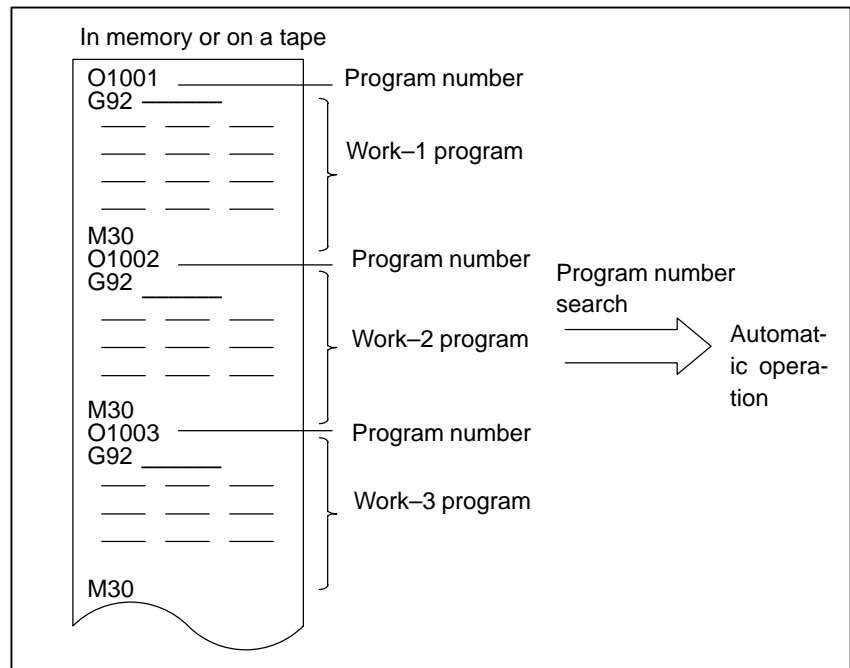 In memory or on a tape
O1001
Program number
G92
Work–1 program
M30
O1002
Program number
G92
Program number
search
Work–2 program
Automat-
ic opera-
tion
M30
O1003
Program number
G92
Work–3 program
M30